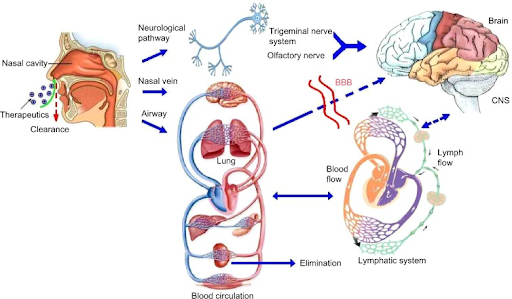 Neurological
pathway
Trigeminal nerve
system
Olfactory nerve
Brain
Nasal cavity
Nasal vein
BBB
CNS
Therapeutics
Clearance
Airway
Lung
Blood
flow
Lymph
flow
Elimination
Lymphatic system
Blood circulation